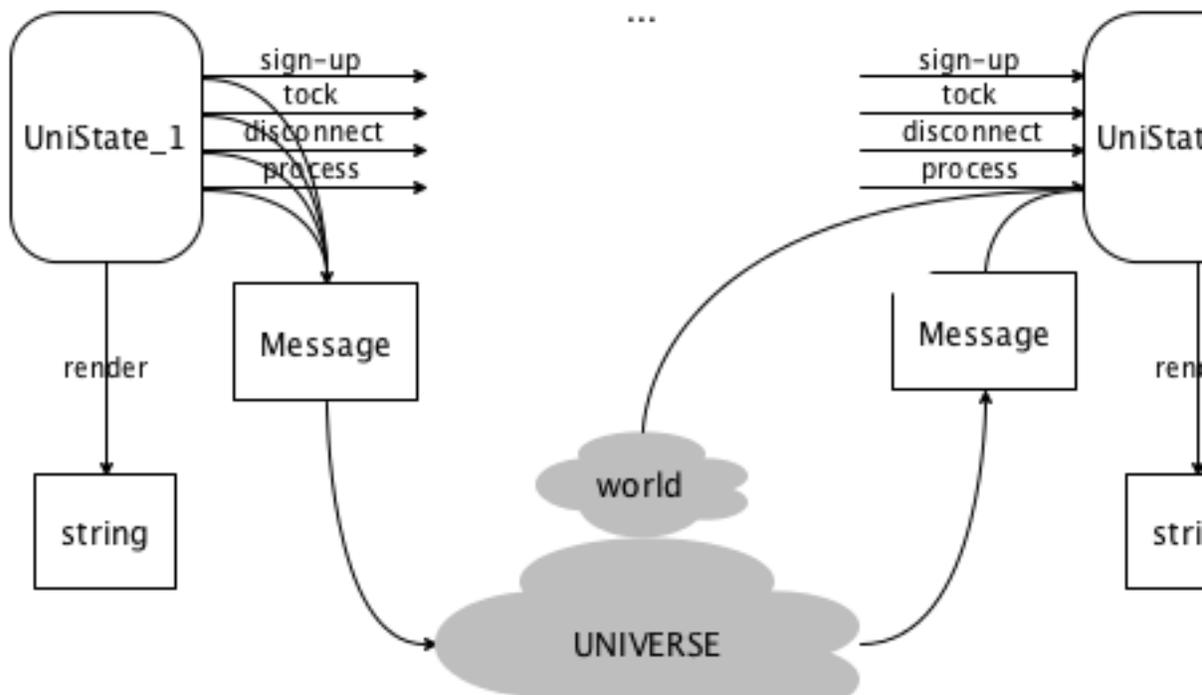 ...
sign-up
tock
disconnect
process
UniState_1
sign-up
tock
disconnect
process
Message
Message
render
world
string
UNIVERSE